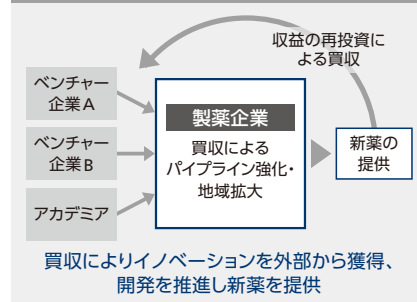 収益の再投資に
よる買収
ベンチャー
企業A
ベンチャー
企業B
アカデミア
製薬企業
買収による
パイプライン強化・
地域拡大
新薬の
提供
買収によりイノベーションを外部から獲得、
開発を推進し新薬を提供